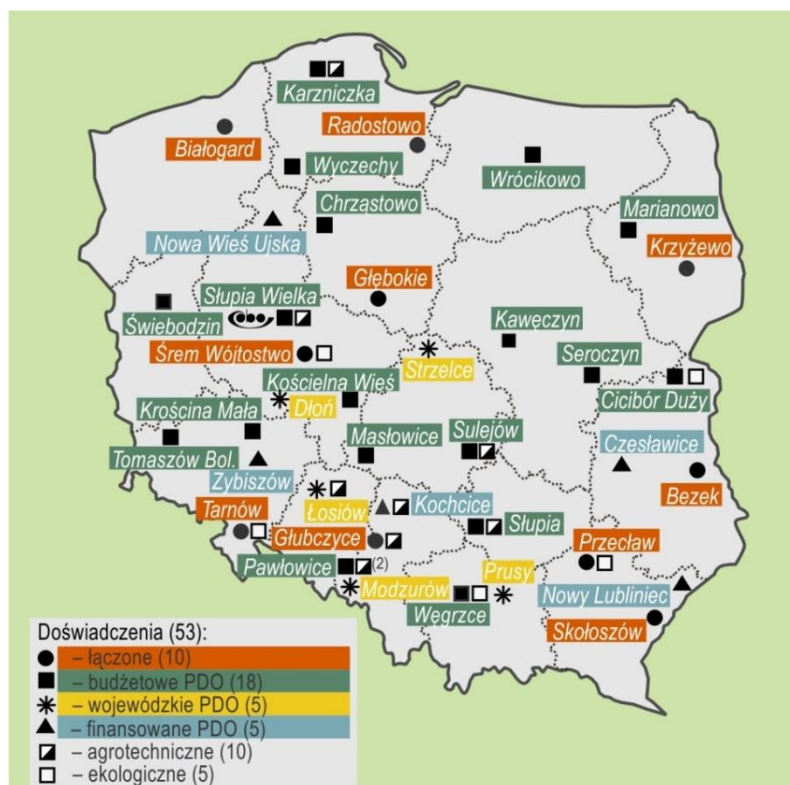 Karzniczka
Radostowo
Białogard
Wyczechy
Wrócikowo
Chrząstowo
Marianowo
Nowa Wieś Ujska
Krzyżewo
Głębokie
Słupia Wielka
Świebodzin
Kawęczyn
Śrem Wójtostwo
Strzelce
Seroczyn
Kościelna Wieś
Cicibór Duży
Krościna Mała
Dłoń
Masłowice
Sulejów
Czesławice
Tomaszów Bol.
Zybiszów
Bezek
Łosiów
Kochcice
Tarnów
Głubczyce
Słupia
Przecław
Pawłowice
(2)
Modzurów
Prusy
Nowy Lubliniec
Węgrzce
Skołoszów
Doświadczenia (53):
– łączone (10)
– budżetowe PDO (18)
– wojewódzkie PDO (5)
– finansowane PDO (5)
– agrotechniczne (10)
– ekologiczne (5)